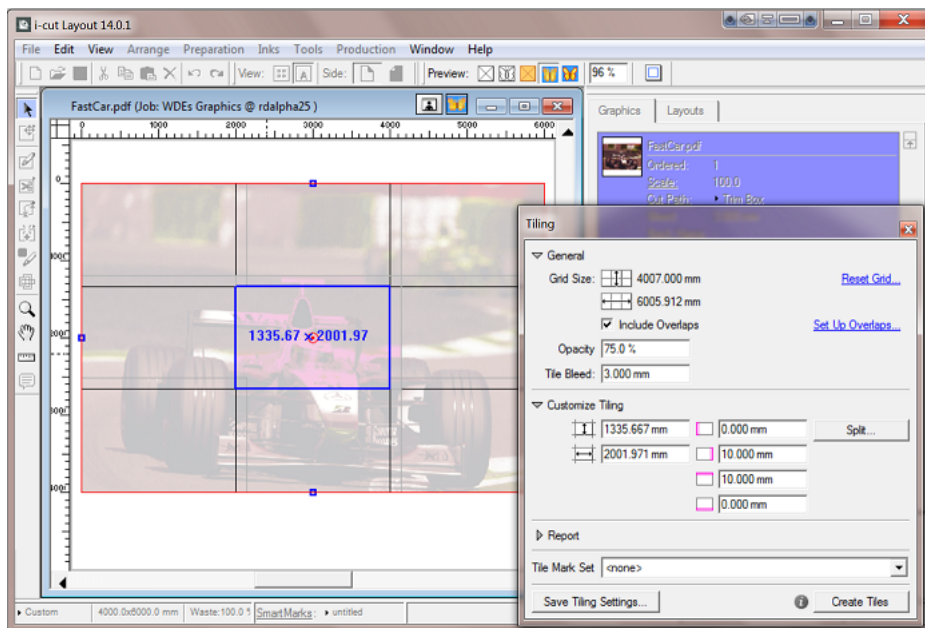 i-cut Layout 14.0.1
File Edit View Arrange Preparation Inks Tools Production Window Help
View: A Side: Preview: 96 %
FastCar.pdf (Job: WDEs Graphics @ rdalpha25 )
Graphics Layouts
0 1000 2000 3000 4000 5000 6000
FastCar.pdf
Ordered: 1
Scale: 100.0
Cut Path: Trim Box
Tiling
General
Grid Size: 4007.000 mm Reset Grid...
6005.912 mm
Include Overlaps Set Up Overlaps...
1335.67 x 2001.97
Opacity 75.0 %
Tile Bleed: 3.000 mm
Customize Tiling
1335.667 mm 0.000 mm Split...
2001.971 mm 10.000 mm
10.000 mm
0.000 mm
Report
Tile Mark Set <none>
Save Tiling Settings... Create Tiles
Custom 4000.0x6000.0 mm Waste:100.0 SmartMarks: untitled